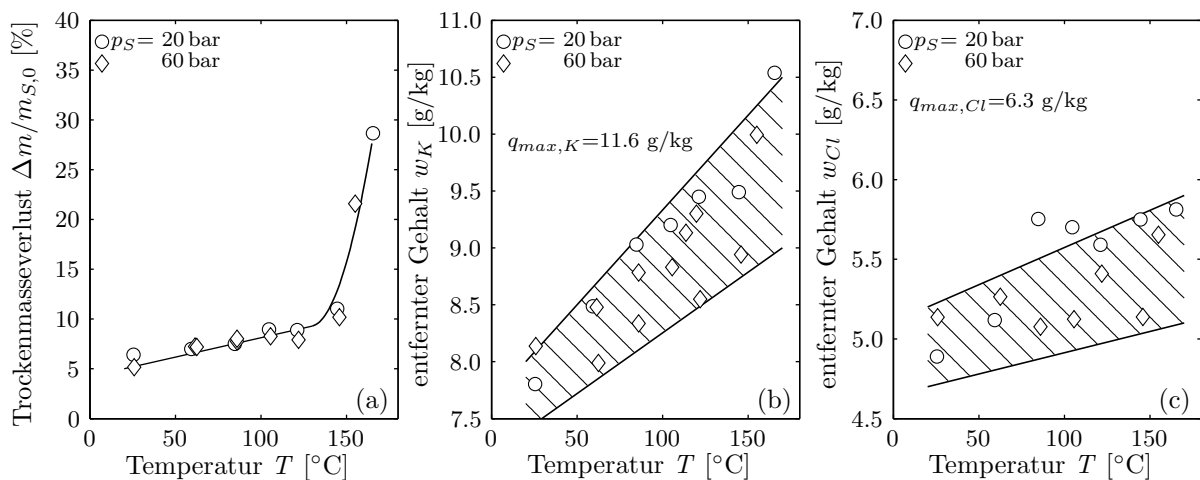 Trockenmasseverlust Δm/m_{S,0} [%]
40
35
30
25
20
15
10
5
0
p_S = 20 bar
60 bar
(a)
0 50 100 150
Temperatur T [°C]
entfernter Gehalt w_K [g/kg]
11.0
10.5
10.0
9.5
9.0
8.5
8.0
7.5
p_S = 20 bar
60 bar
q_{max,K}=11.6 g/kg
(b)
0 50 100 150
Temperatur T [°C]
entfernter Gehalt w_{Cl} [g/kg]
7.0
6.5
6.0
5.5
5.0
4.5
p_S = 20 bar
60 bar
q_{max,Cl}=6.3 g/kg
(c)
0 50 100 150
Temperatur T [°C]